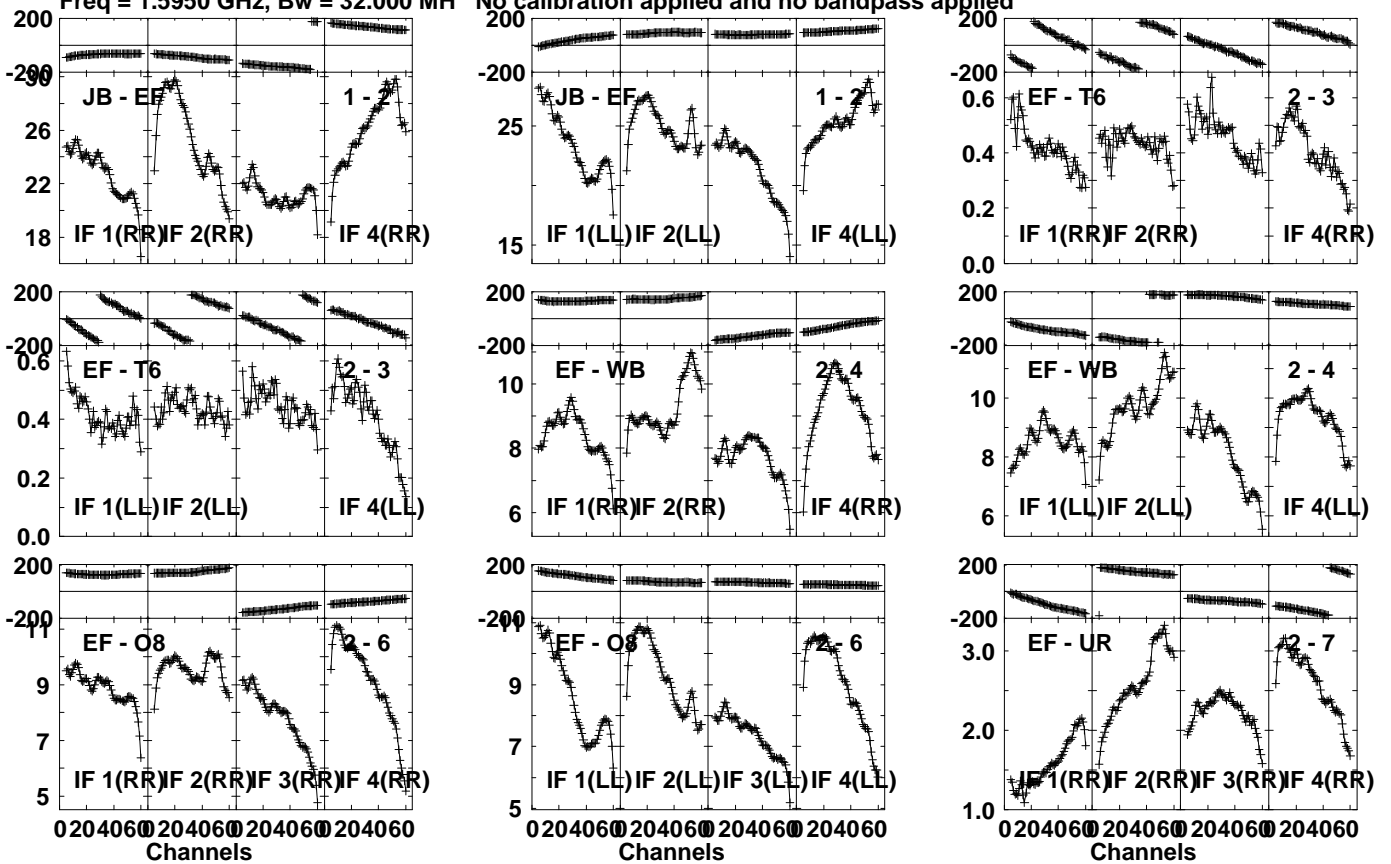 Freq = 1.5950 GHz, Bw = 32.000 MH No calibration applied and no bandpass applied
200
-200
30
26
22
18
JB - EF
1 - 2
IF 1(RR)
IF 2(RR)
IF 4(RR)
200
-200
25
15
JB - EF
1 - 2
IF 1(LL)
IF 2(LL)
IF 4(LL)
200
-200
0.6
0.4
0.2
0.0
EF - T6
2 - 3
IF 1(RR)
IF 2(RR)
IF 4(RR)
200
-200
0.6
0.4
0.2
0.0
EF - T6
2 - 3
IF 1(LL)
IF 2(LL)
IF 4(LL)
200
-200
10
8
6
EF - WB
2 - 4
IF 1(RR)
IF 2(RR)
IF 4(RR)
200
-200
10
8
6
EF - WB
2 - 4
IF 1(LL)
IF 2(LL)
IF 4(LL)
200
-200
11
9
7
5
EF - O8
2 - 6
IF 1(RR)
IF 2(RR)
IF 3(RR)
IF 4(RR)
0204060 0204060 0204060 0204060
Channels
200
-200
11
9
7
5
EF - O8
2 - 6
IF 1(LL)
IF 2(LL)
IF 3(LL)
IF 4(LL)
0204060 0204060 0204060 0204060
Channels
200
-200
3.0
2.0
1.0
EF - UR
2 - 7
IF 1(RR)
IF 2(RR)
IF 3(RR)
IF 4(RR)
0204060 0204060 0204060 0204060
Channels